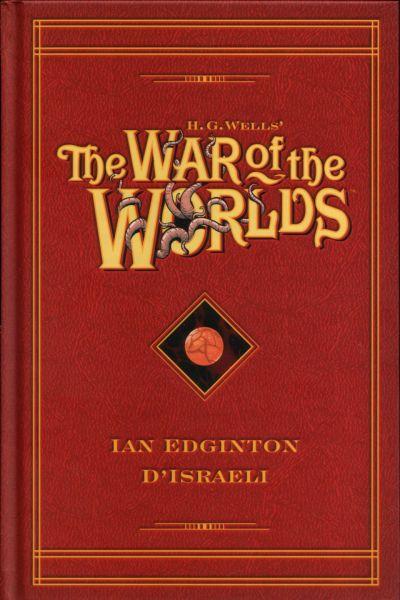 H. G. WELLS'
The WAR of the
WORLDS™
IAN EDGINTON
D'ISRAELI